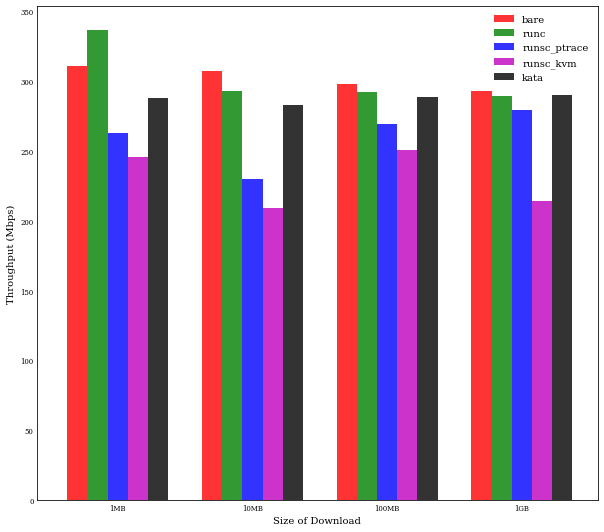 350
300
250
200
150
100
50
0
Throughput (Mbps)
bare
runc
runsc_ptrace
runsc_kvm
kata
1MB 10MB 100MB 1GB
Size of Download